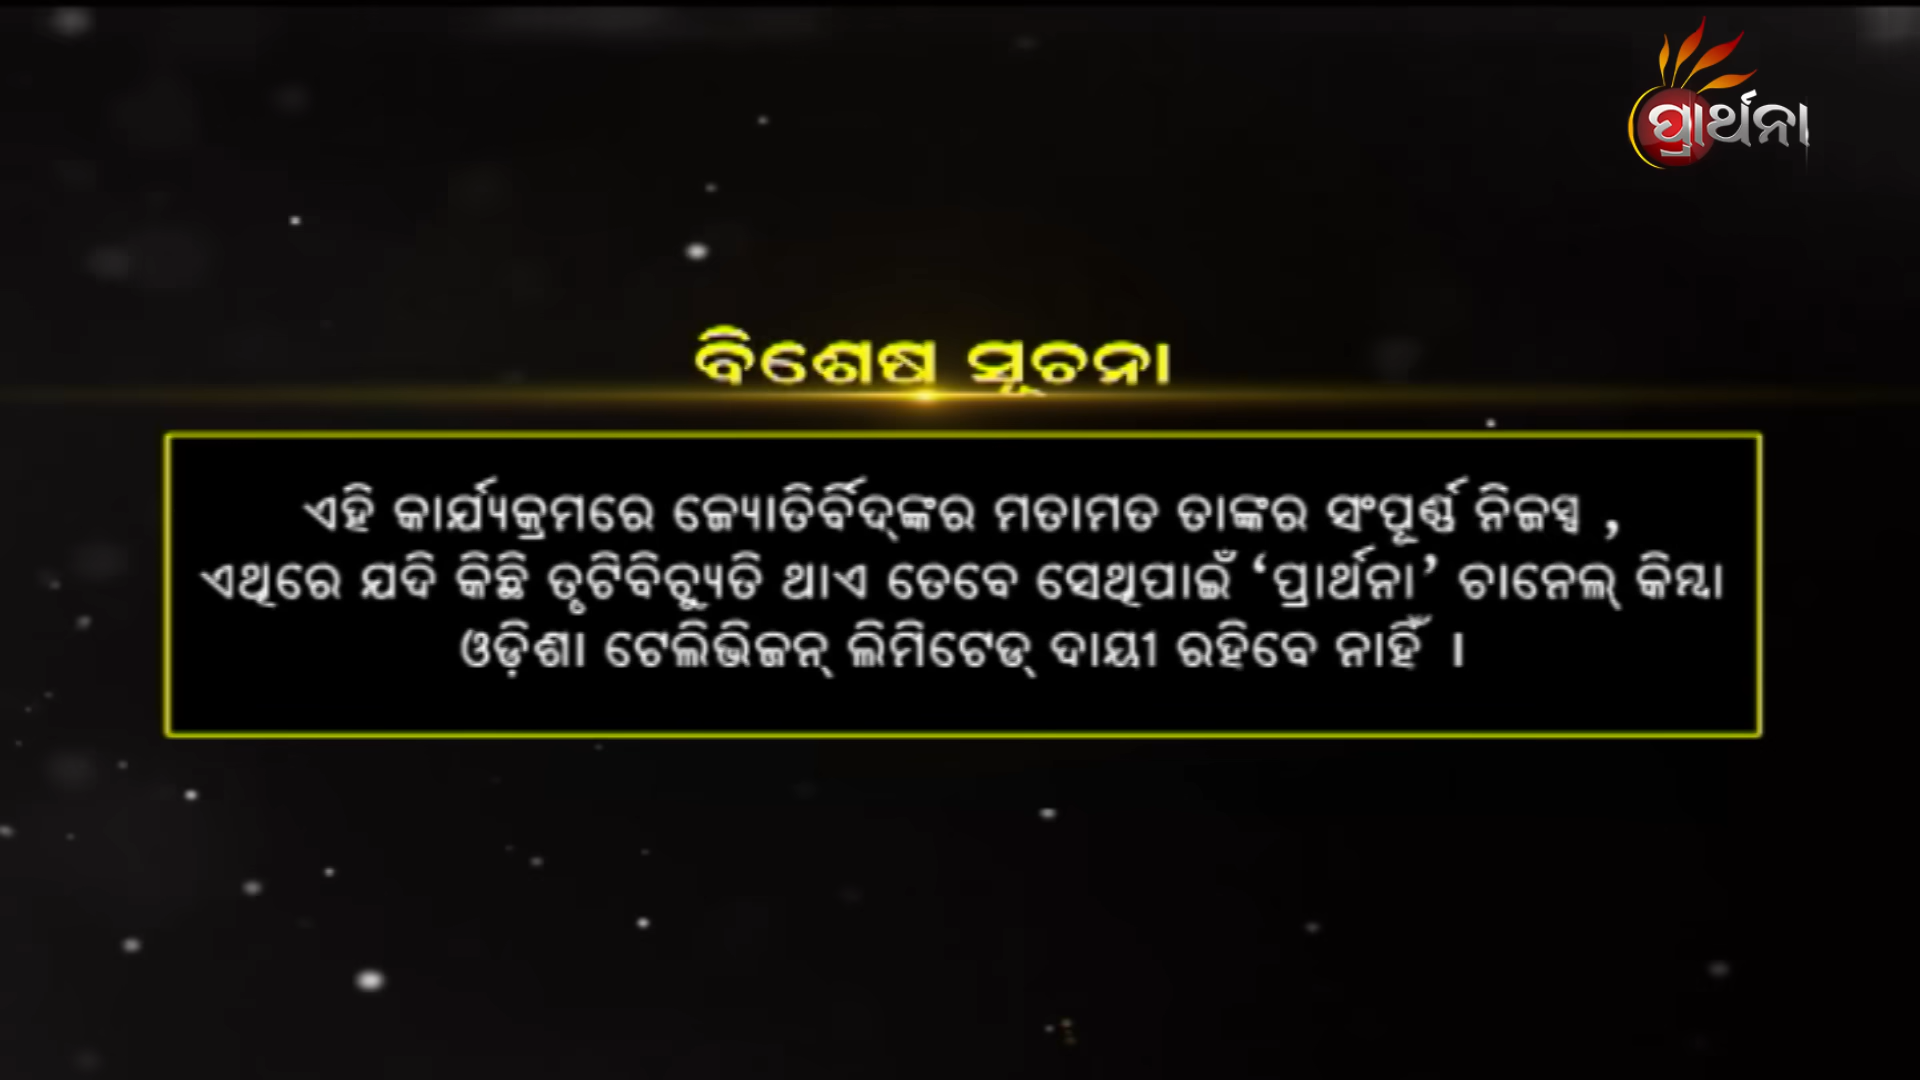 ପ୍ରାର୍ଥନା
ବିଶେଷ ସୂଚନା
ଏହି କାର୍ଯ୍ୟକ୍ରମରେ ଜ୍ୟୋତିର୍ବିଦ୍‌ଙ୍କର ମତାମତ ତାଙ୍କର ସଂପୂର୍ଣ୍ଣ ନିଜସ୍ୱ ,
ଏଥିରେ ଯଦି କିଛି ତୃଟିବିଚ୍ୟୁତି ଥାଏ ତେବେ ସେଥିପାଇଁ ‘ପ୍ରାର୍ଥନା’ ଚାନେଲ୍ କିମ୍ବା
ଓଡ଼ିଶା ଟେଲିଭିଜନ୍ ଲିମିଟେଡ୍ ଦାୟୀ ରହିବେ ନାହିଁ ।